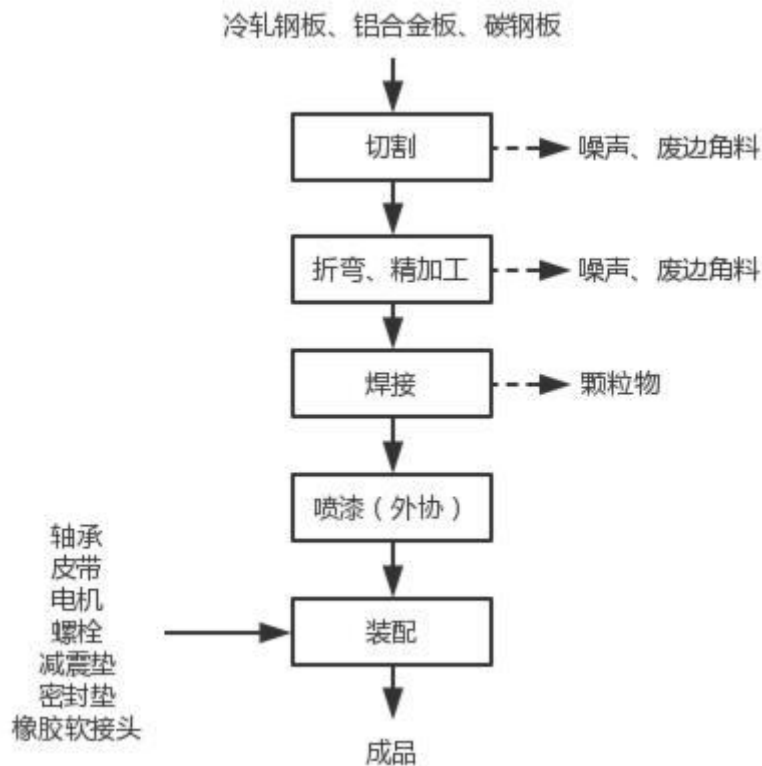 冷轧钢板、铝合金板、碳钢板
切割
噪声、废边角料
折弯、精加工
噪声、废边角料
焊接
颗粒物
喷漆（外协）
轴承
皮带
电机
螺栓
减震垫
密封垫
橡胶软接头
装配
成品